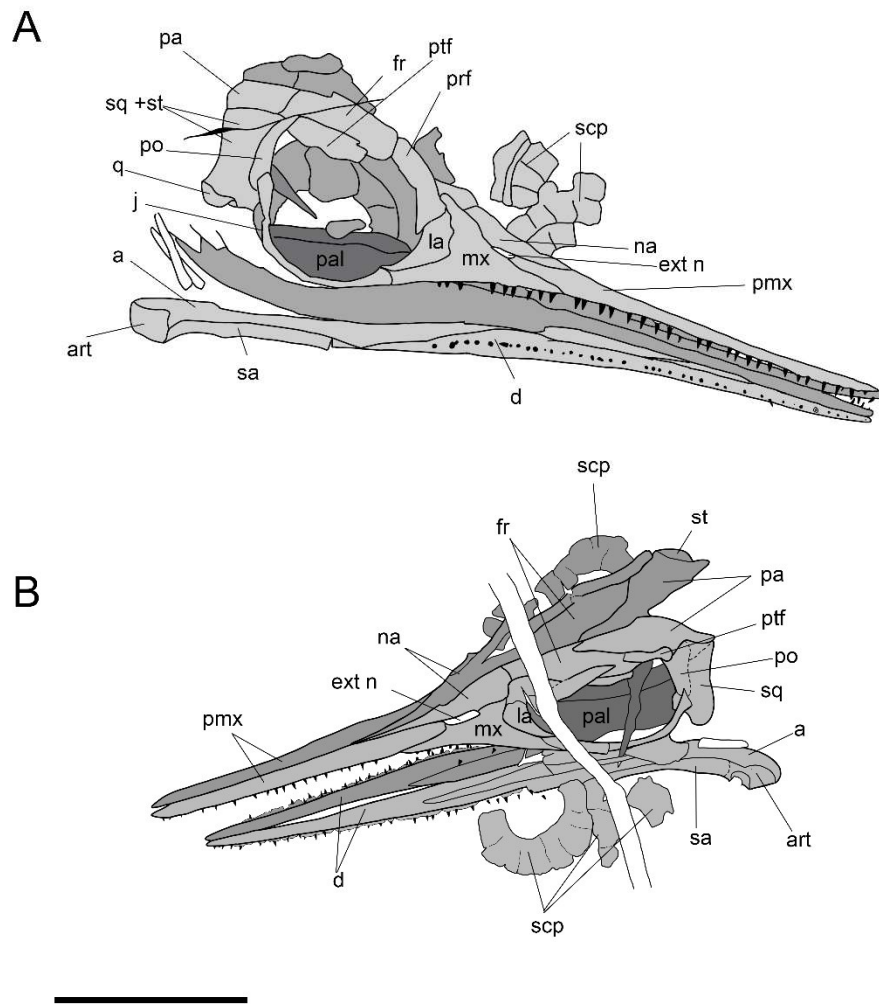 A
pa
ptf
fr
prf
sq +st
scp
po
q
j
na
la
ext n
a
pal
mx
pmx
art
sa
d
scp
st
fr
B
pa
ptf
na
po
ext n
sq
pmx
la
pal
mx
a
sa
art
d
scp